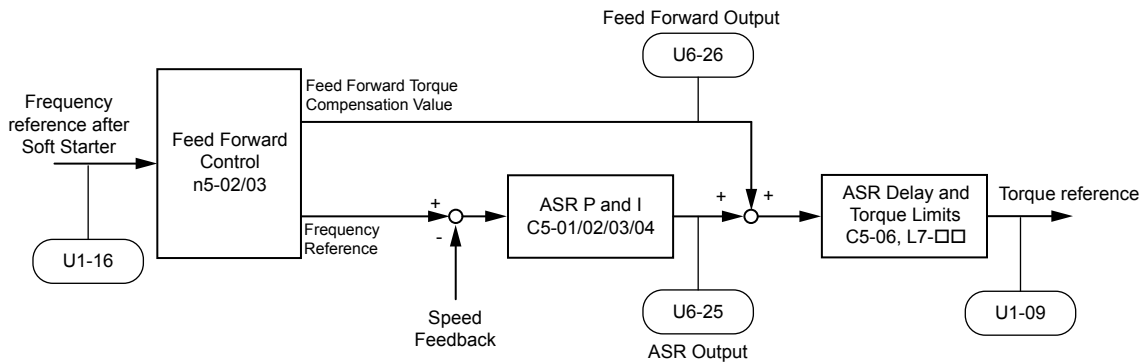 Feed Forward Output
U6-26
Feed Forward Torque
Compensation Value
Frequency
reference after
Soft Starter
Feed Forward
Control
n5-02/03
U1-16
+
-
Frequency
Reference
Speed
Feedback
ASR P and I
C5-01/02/03/04
+
+
U6-25
ASR Output
ASR Delay and
Torque Limits
C5-06, L7-□□
Torque reference
U1-09